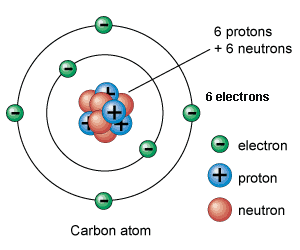 6 protons
+ 6 neutrons
6 electrons
electron
proton
neutron
Carbon atom